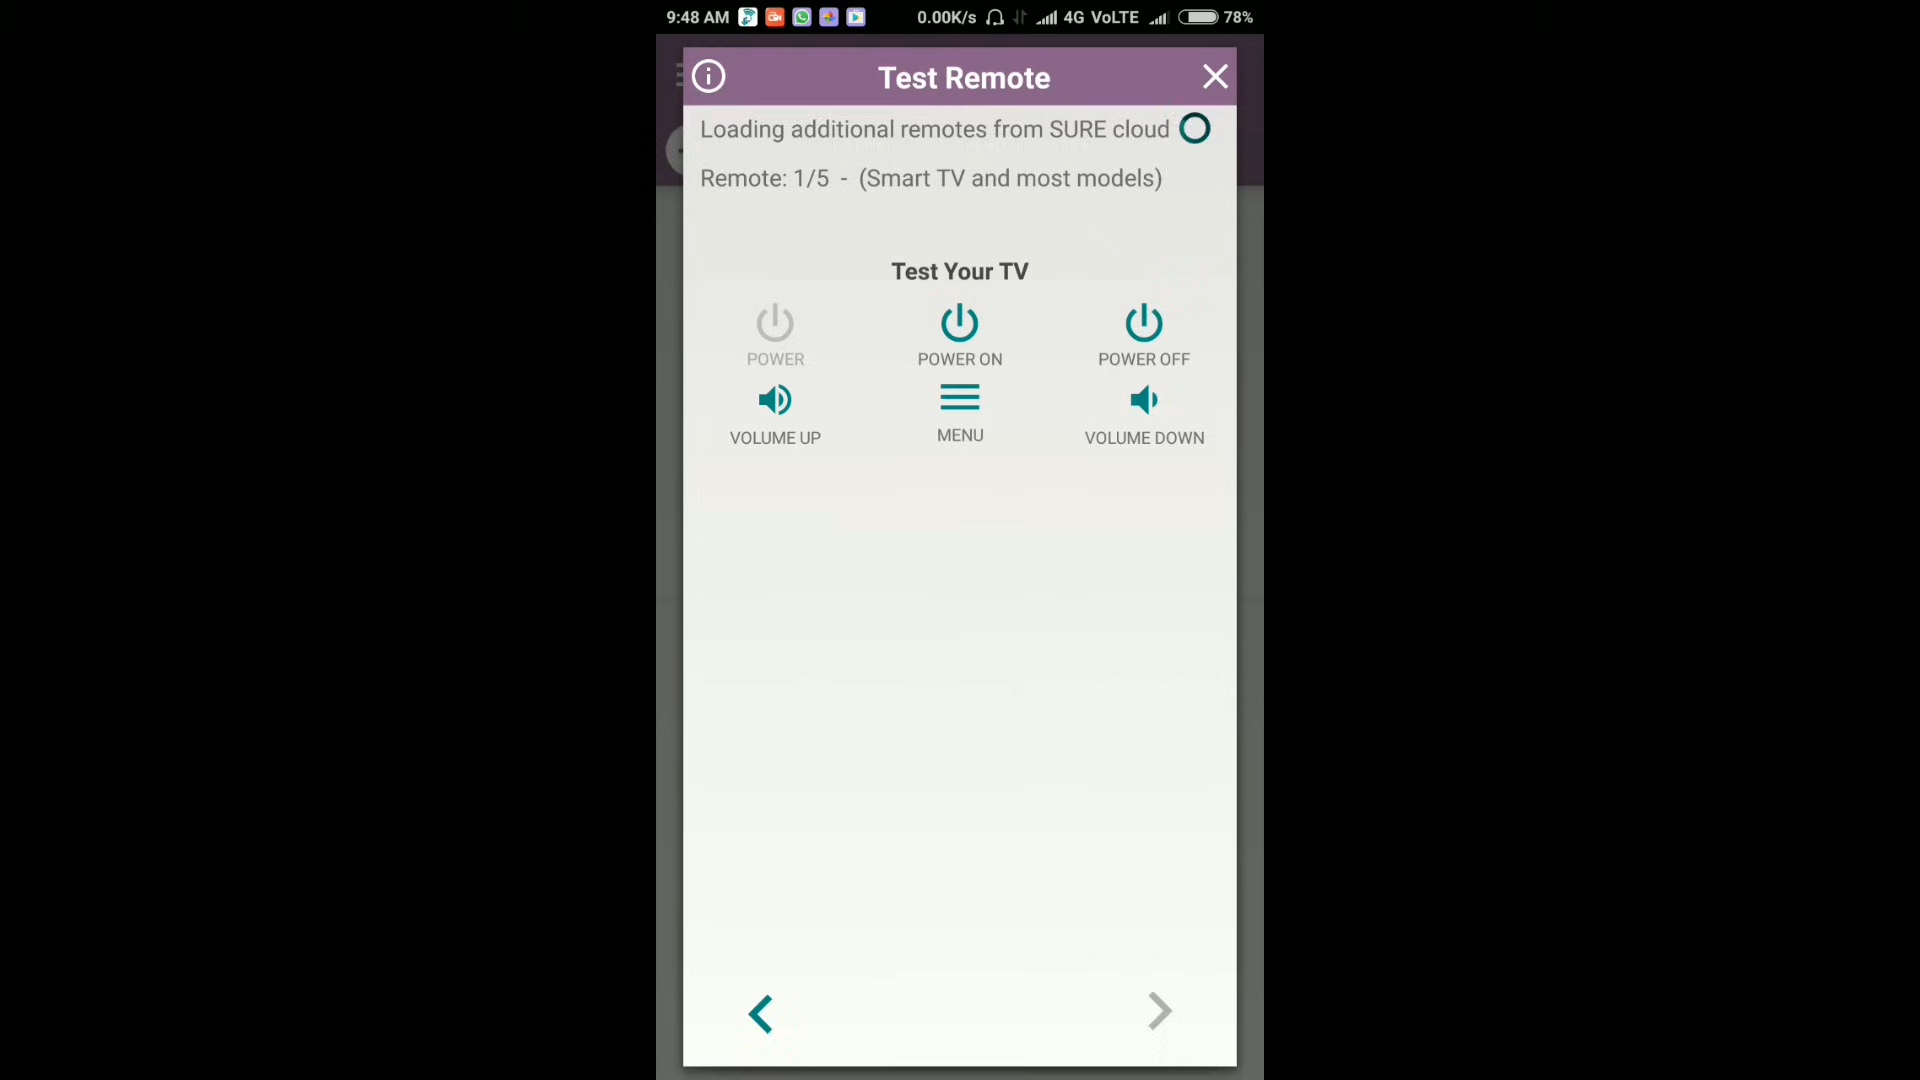 9:48 AM 0.00K/s 4G VoLTE 78%
Test Remote
Loading additional remotes from SURE cloud
Remote: 1/5 - (Smart TV and most models)
Test Your TV
POWER POWER ON POWER OFF
VOLUME UP MENU VOLUME DOWN